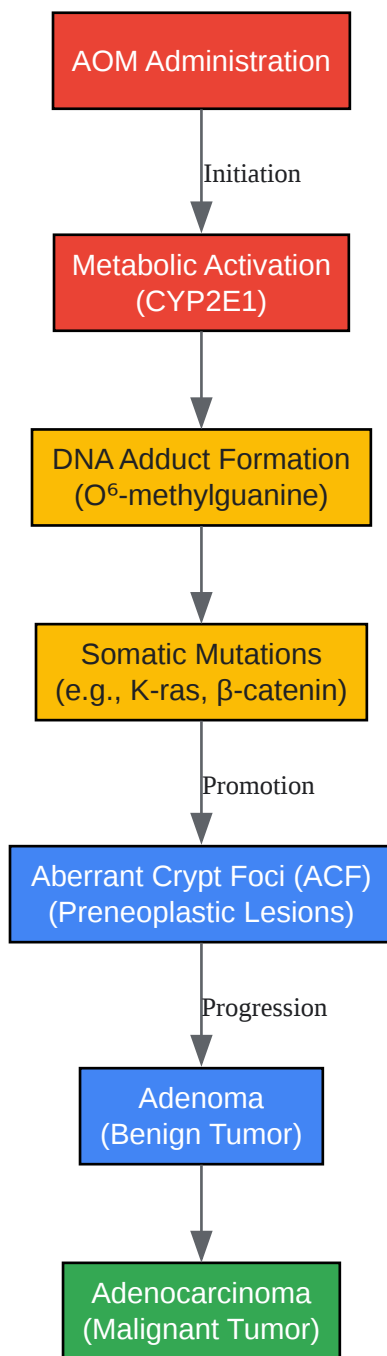 AOM Administration
Initiation
Metabolic Activation
(CYP2E1)
DNA Adduct Formation
(O⁶-methylguanine)
Somatic Mutations
(e.g., K-ras, β-catenin)
Promotion
Aberrant Crypt Foci (ACF)
(Preneoplastic Lesions)
Progression
Adenoma
(Benign Tumor)
Adenocarcinoma
(Malignant Tumor)